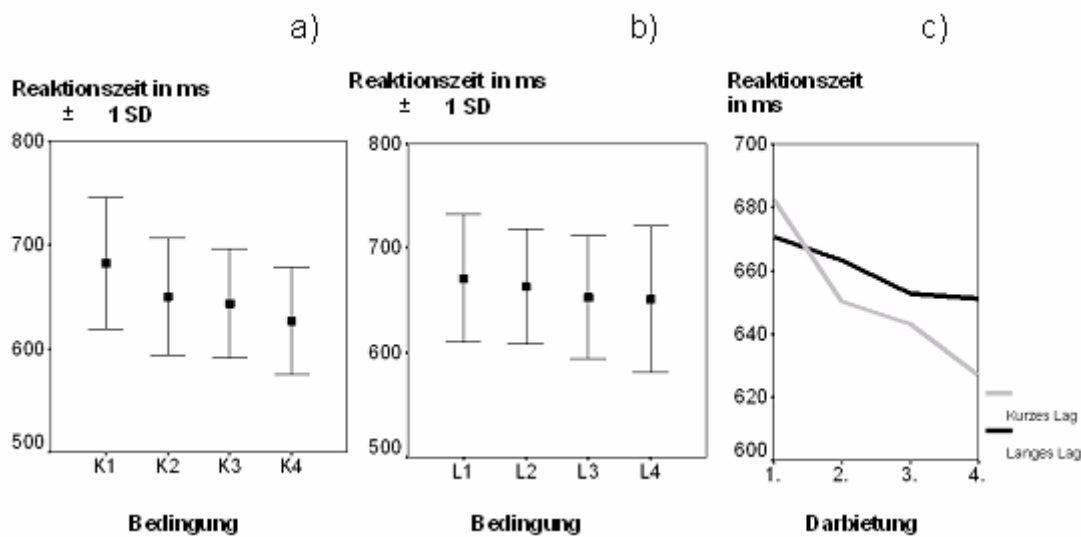 a)
Reaktionszeit in ms
± 1 SD
800
700
600
500
K1 K2 K3 K4
Bedingung
b)
Reaktionszeit in ms
± 1 SD
800
700
600
500
L1 L2 L3 L4
Bedingung
c)
Reaktionszeit
in ms
700
680
660
640
620
600
1. 2. 3. 4.
Kurzes Lag
Langes Lag
Darbietung